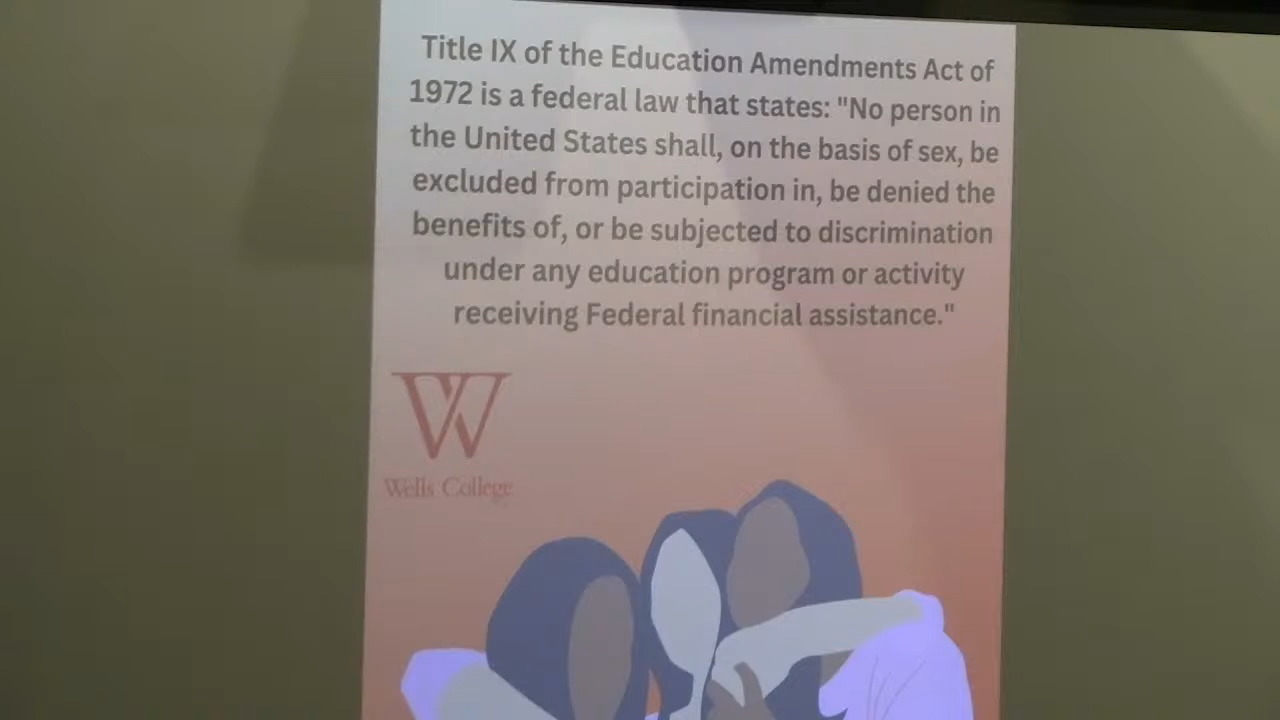 Title IX of the Education Amendments Act of
1972 is a federal law that states: "No person in
the United States shall, on the basis of sex, be
excluded from participation in, be denied the
benefits of, or be subjected to discrimination
under any education program or activity
receiving Federal financial assistance."
W
Wells College